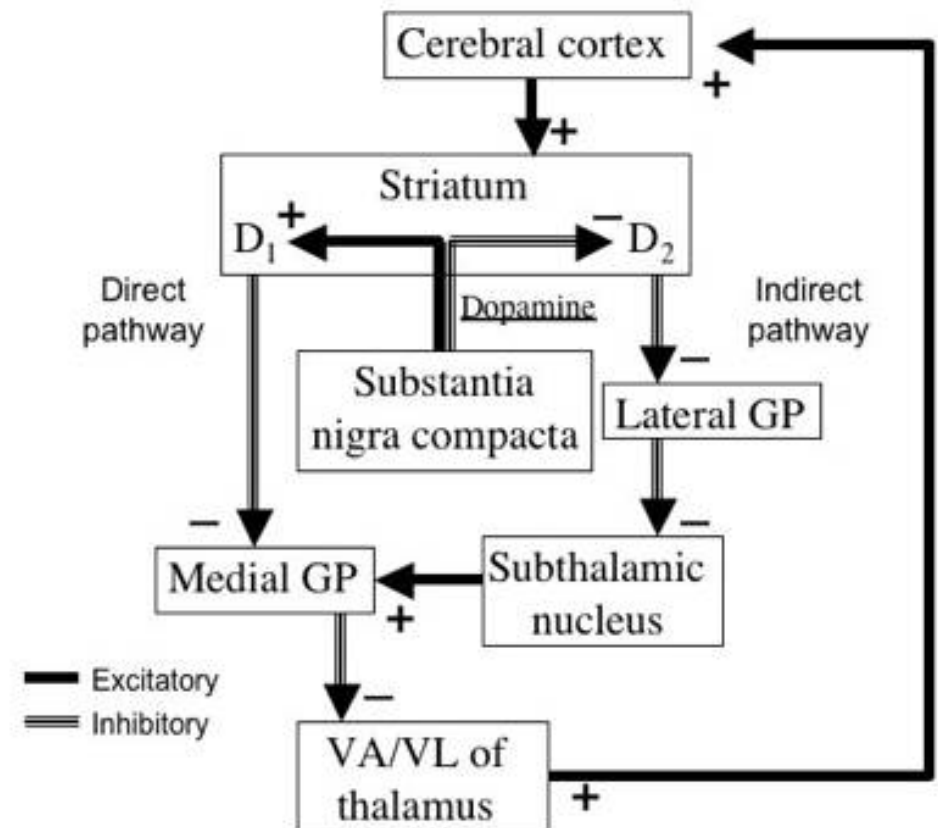 Cerebral cortex
+
+
Striatum
+
−
D1
D2
Direct
pathway
Dopamine
Indirect
pathway
−
Substantia
nigra compacta
Lateral GP
−
−
Medial GP
Subthalamic
nucleus
+
Excitatory
−
Inhibitory
VA/VL of
thalamus
+